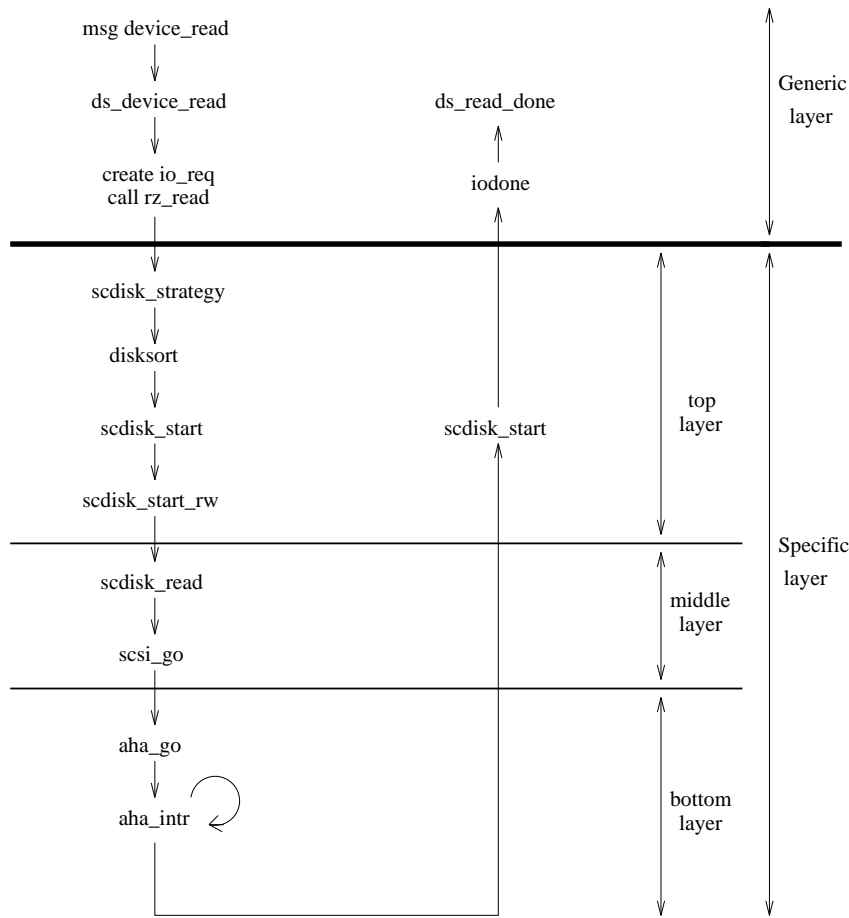 msg device_read
ds_device_read
create io_req
call rz_read
scdisk_strategy
disksort
scdisk_start
scdisk_start_rw
scdisk_read
scsi_go
aha_go
aha_intr
ds_read_done
iodone
scdisk_start
top
layer
middle
layer
bottom
layer
Generic
layer
Specific
layer